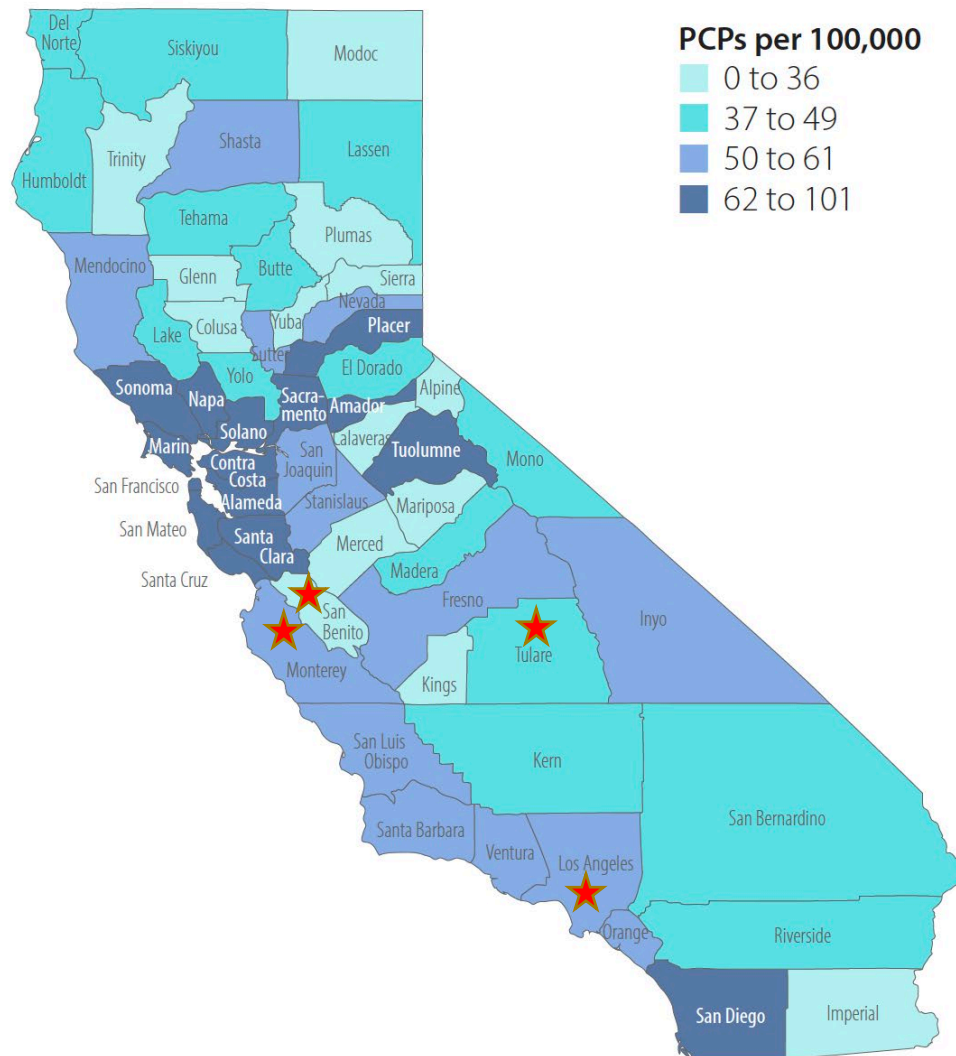 PCPs per 100,000
0 to 36
37 to 49
50 to 61
62 to 101
Del
Norte
Siskiyou
Modoc
Humboldt
Trinity
Shasta
Lassen
Tehama
Plumas
Mendocino
Glenn
Butte
Sierra
Nevada
Lake
Colusa
Yuba
Sutter
Placer
Sonoma
Napa
Yolo
Sacra-
mento
El Dorado
Amador
Alpine
Marin
Solano
Calaveras
Tuolumne
Mono
Contra
Costa
San
Joaquin
San Francisco
Alameda
Stanislaus
Mariposa
San Mateo
Santa
Clara
Merced
Madera
Santa Cruz
San
Benito
Fresno
Inyo
Monterey
Kings
Tulare
San Luis
Obispo
Kern
San Bernardino
Santa Barbara
Ventura
Los Angeles
Orange
Riverside
San Diego
Imperial